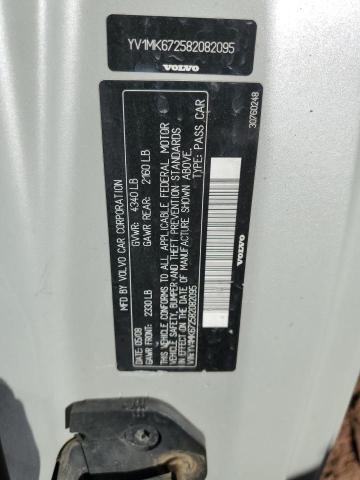 YV1MK672582082095
VOLVO
MFD BY VOLVO CAR CORPORATION
DATE: 05/08 GVWR: 4340 LB
GAWR FRONT: 2330 LB GAWR REAR: 2160 LB
THIS VEHICLE CONFORMS TO ALL APPLICABLE FEDERAL MOTOR
VEHICLE SAFETY, BUMPER AND THEFT PREVENTION STANDARDS
IN EFFECT ON THE DATE OF MANUFACTURE SHOWN ABOVE.
VIN: YV1MK672582082095 TYPE: PASS CAR
VOLVO
30760248